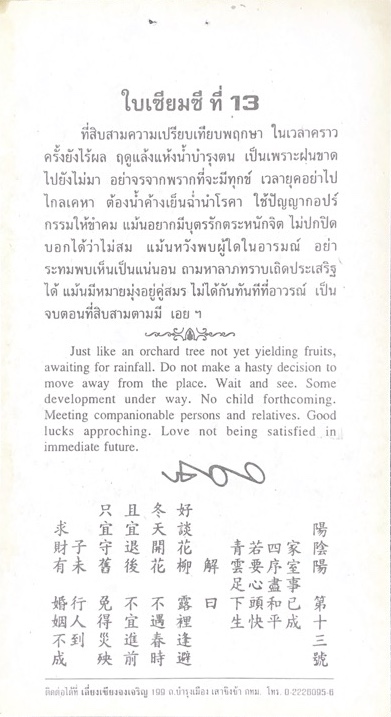 ใบเซียมซี ที่ 13
ที่สิบสามความเปรียบเทียบพฤกษา ในเวลาคราว
ครั้งยังไร้ผล ฤดูแล้งแห้งน้ำบำรุงตน เป็นเพราะฝนขาด
ไปยังไม่มา อย่าจรจากพรากที่จะมีทุกข์ เวลายุคอย่าไป
ไกลเคหา ต้องน้ำค้างเย็นฉ่ำนำโรคา ใช้ปัญญากอปร์
กรรมให้ขำคม แม้นอยากมีบุตรรักตระหนักจิต ไม่ปกปิด
บอกได้ว่าไม่สม แม้นหวังพบผู้ใดในอารมณ์ อย่า
ระทมพบเห็นเป็นแน่นอน ถามหาลาภทราบเถิดประเสริฐ
ได้ แม้นมีหมายมุ่งอยู่คู่สมร ไม่ได้กันทันทีที่อาวรณ์ เป็น
จบตอนที่สิบสามตามมี เอย ฯ
Just like an orchard tree not yet yielding fruits,
awaiting for rainfall. Do not make a hasty decision to
move away from the place. Wait and see. Some
development under way. No child forthcoming.
Meeting companionable persons and relatives. Good
lucks approching. Love not being satisfied in
immediate future.
陽陰陽 第十三號
家室事已成
四序盡和平
若要心頭快
青雲足下生
解曰
好談花柳 露裡逢避
冬天開花 不遇春時
且宜退後 不宜進前
只宜守舊 免得災殃
子未 行人到
求財有 婚姻不成
ติดต่อได้ที่ เลี่ยงเซียงจงเจริญ 199 ถ.บำรุงเมือง เสาชิงช้า กทม. โทร. 0-2226095-6